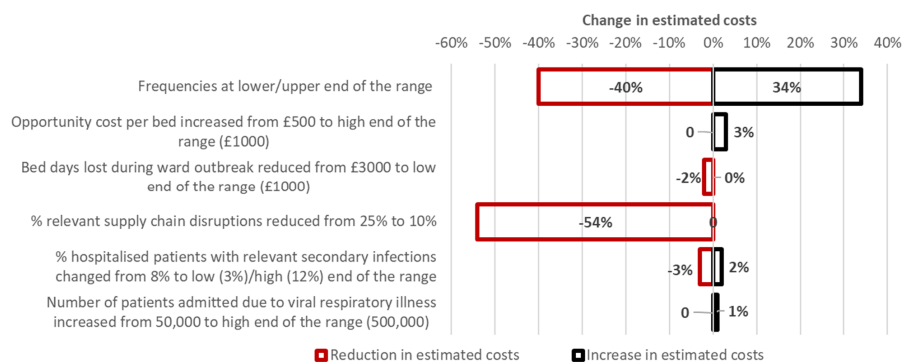 Change in estimated costs
-60% -50% -40% -30% -20% -10% 0% 10% 20% 30% 40%
Frequencies at lower/upper end of the range
-40% 34%
Opportunity cost per bed increased from £500 to high end of the
range (£1000)
0 3%
Bed days lost during ward outbreak reduced from £3000 to low
end of the range (£1000)
-2% 0%
% relevant supply chain disruptions reduced from 25% to 10%
-54% 0
% hospitalised patients with relevant secondary infections
changed from 8% to low (3%)/high (12%) end of the range
-3% 2%
Number of patients admitted due to viral respiratory illness
increased from 50,000 to high end of the range (500,000)
0 1%
Reduction in estimated costs Increase in estimated costs